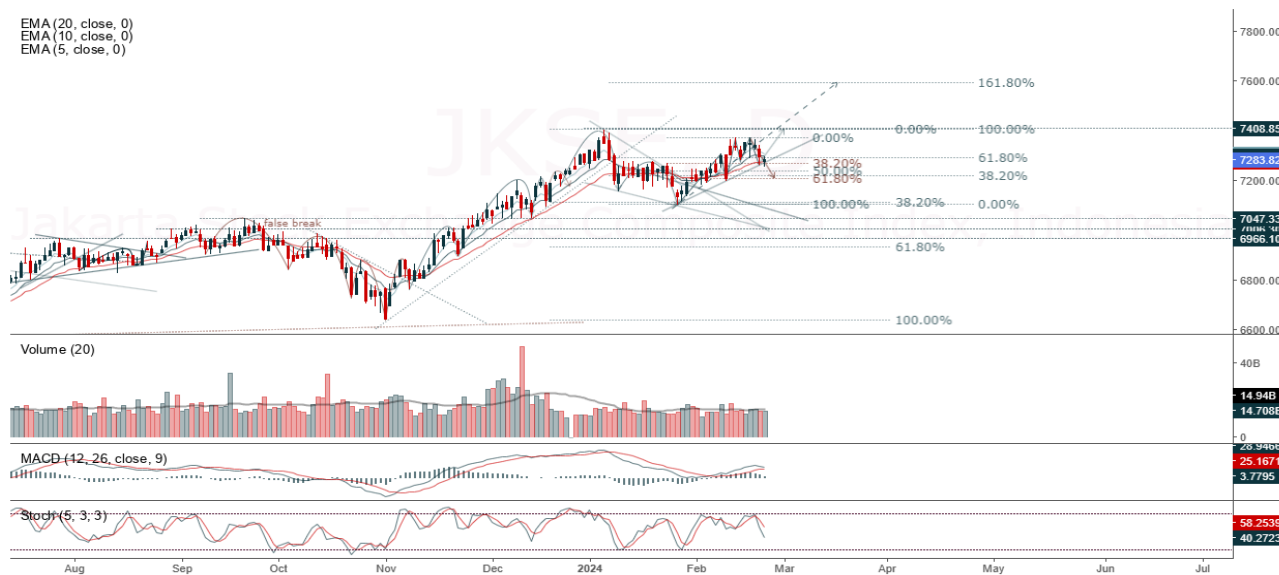 EMA (20, close, 0)
EMA (10, close, 0)
EMA (5, close, 0)
7800.00
7600.00
161.80%
JKSE D
7408.85
0.00% 100.00%
0.00%
61.80%
7283.82
38.20%
50.00%
38.20%
61.80%
7200.00
100.00% 38.20% 0.00%
Jakarta
false break
7047.33
6966.10
61.80%
6800.00
100.00%
6600.00
Volume (20)
40B
14.94B
14.708B
0
MACD (12, 26, close, 9)
25.1671
3.7795
Stoch (5, 3, 3)
58.2539
40.2723
Aug Sep Oct Nov Dec 2024 Feb Mar Apr May Jun Jul